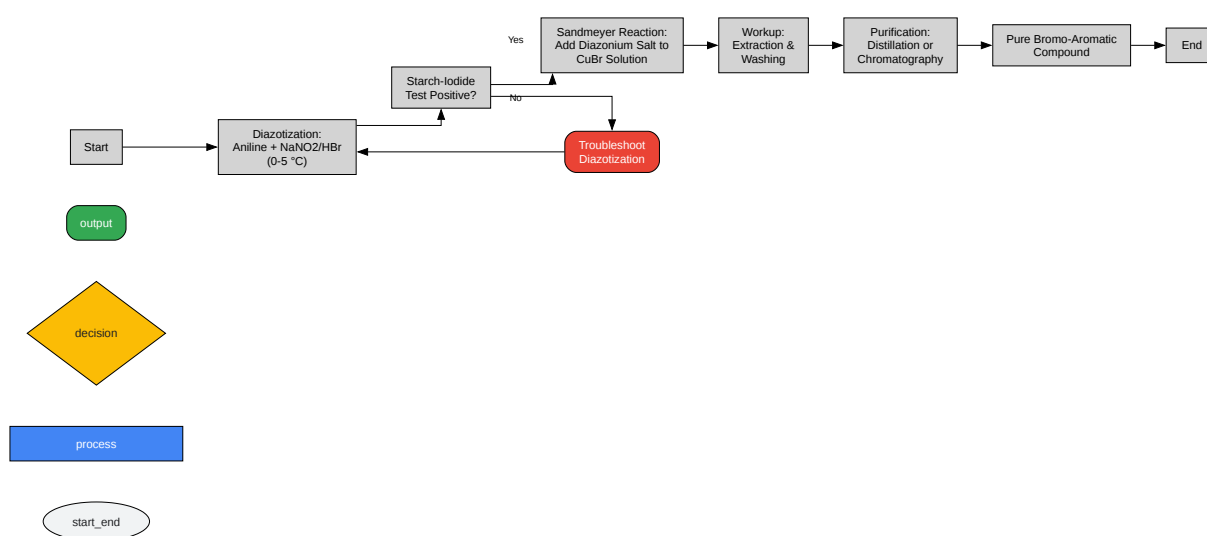 Yes
Sandmeyer Reaction:
Add Diazonium Salt to
CuBr Solution
Workup:
Extraction &
Washing
Purification:
Distillation or
Chromatography
Pure Bromo-Aromatic
Compound
End
Starch-Iodide
Test Positive?
No
Start
Diazotization:
Aniline + NaNO2/HBr
(0-5 °C)
Troubleshoot
Diazotization
output
decision
process
start_end